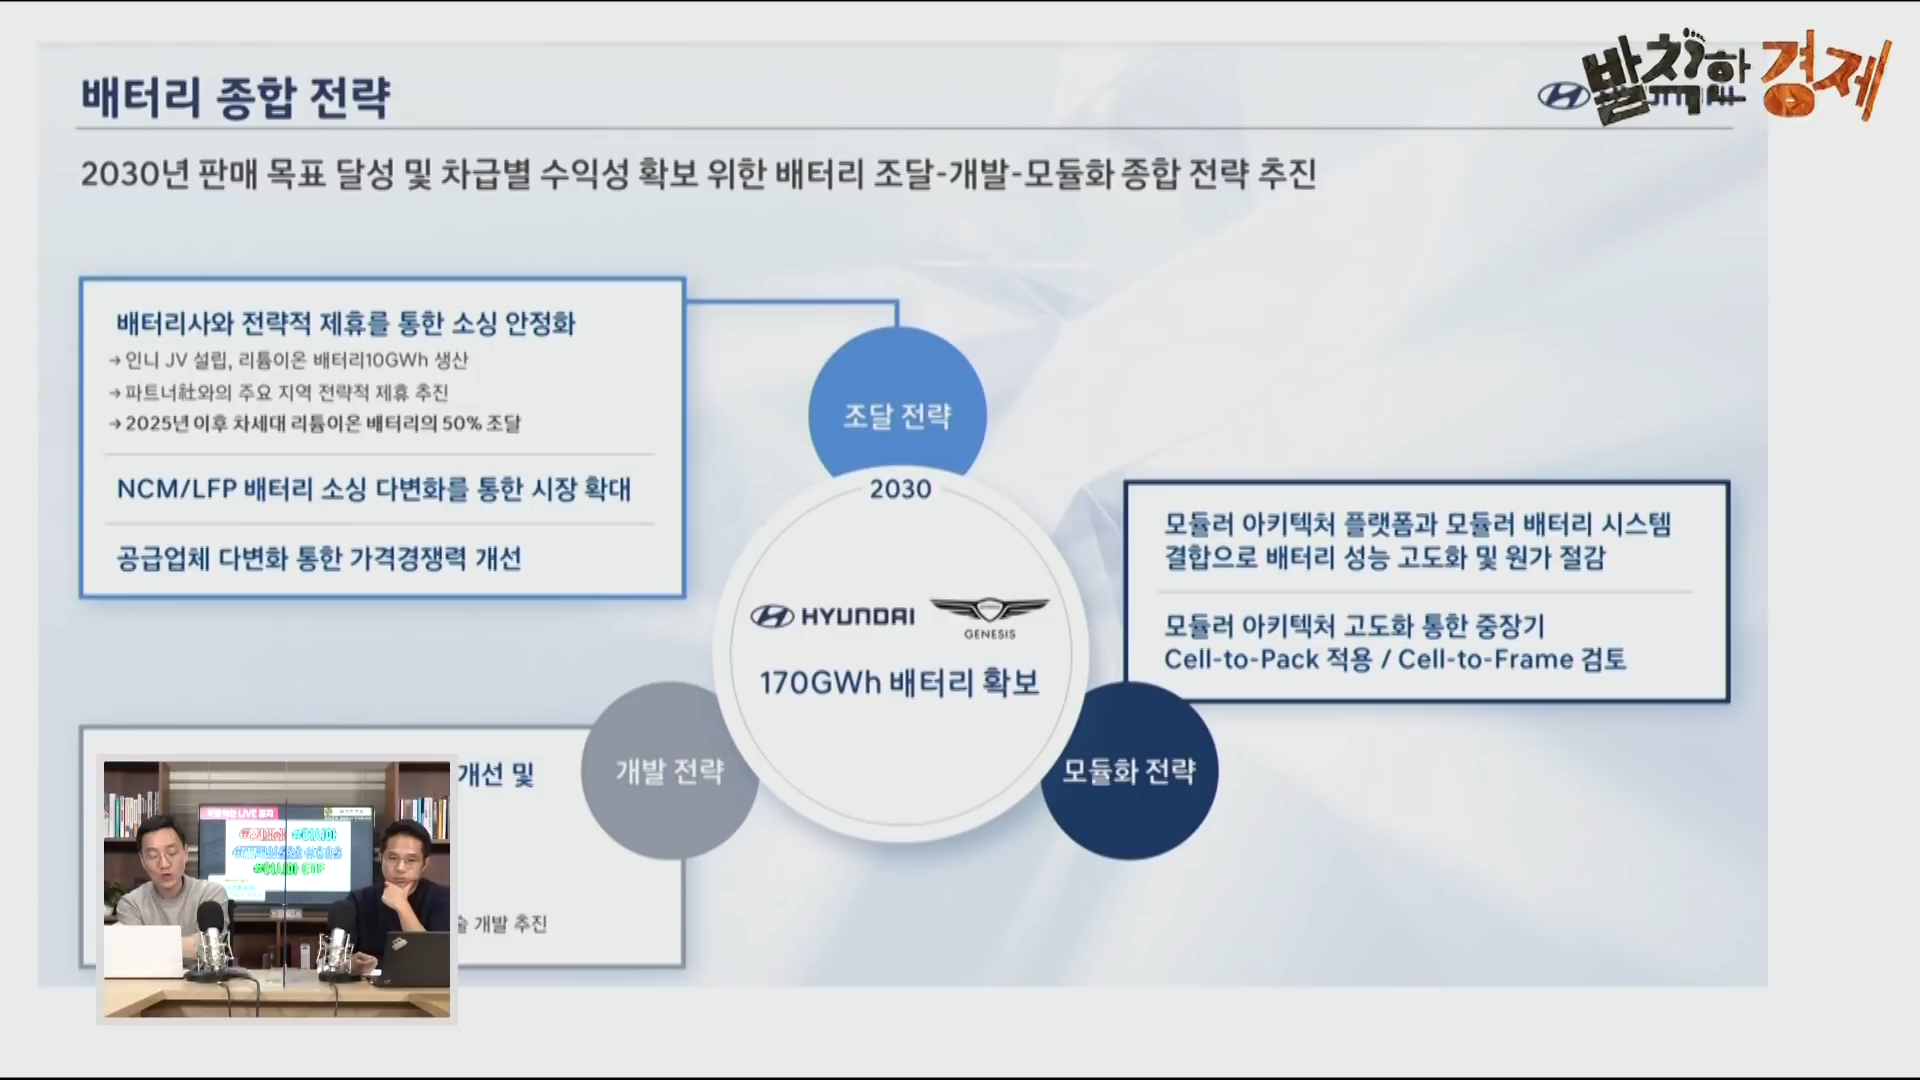 배터리 종합 전략
발칙한 경제
2030년 판매 목표 달성 및 차급별 수익성 확보 위한 배터리 조달-개발-모듈화 종합 전략 추진
배터리사와 전략적 제휴를 통한 소싱 안정화
→ 인니 JV 설립, 리튬이온 배터리10GWh 생산
→ 파트너社와의 주요 지역 전략적 제휴 추진
→ 2025년 이후 차세대 리튬이온 배터리의 50% 조달
NCM/LFP 배터리 소싱 다변화를 통한 시장 확대
공급업체 다변화 통한 가격경쟁력 개선
조달 전략
2030
HYUNDAI
GENESIS
170GWh 배터리 확보
모듈러 아키텍처 플랫폼과 모듈러 배터리 시스템
결합으로 배터리 성능 고도화 및 원가 절감
모듈러 아키텍처 고도화 통한 중장기
Cell-to-Pack 적용 / Cell-to-Frame 검토
개발 전략
모듈화 전략
개선 및
술 개발 추진